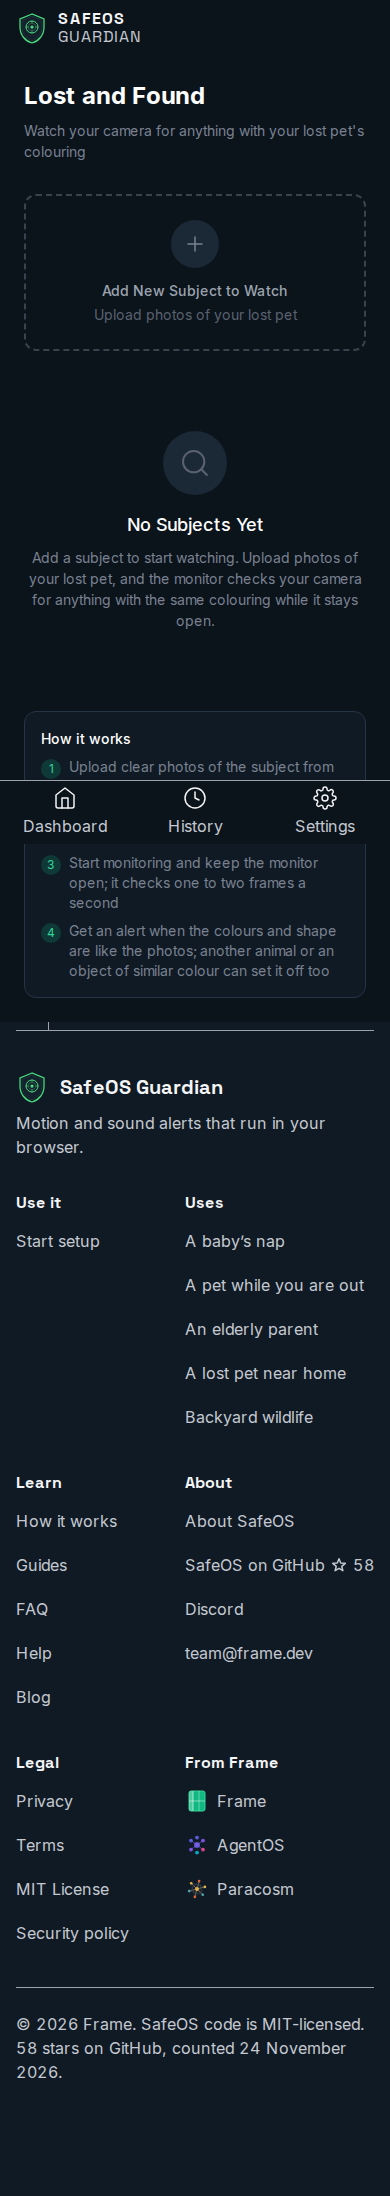 SAFEOS
GUARDIAN
Lost and Found
Watch your camera for anything with your lost pet's
colouring
Add New Subject to Watch
Upload photos of your lost pet
No Subjects Yet
Add a subject to start watching. Upload photos of
your lost pet, and the monitor checks your camera
for anything with the same colouring while it stays
open.
How it works
1 Upload clear photos of the subject from
Dashboard History Settings
3 Start monitoring and keep the monitor
open; it checks one to two frames a
second
4 Get an alert when the colours and shape
are like the photos; another animal or an
object of similar colour can set it off too
SafeOS Guardian
Motion and sound alerts that run in your
browser.
Use it
Start setup
Uses
A baby’s nap
A pet while you are out
An elderly parent
A lost pet near home
Backyard wildlife
Learn
How it works
Guides
FAQ
Help
Blog
About
About SafeOS
SafeOS on GitHub ☆ 58
Discord
team@frame.dev
Legal
Privacy
Terms
MIT License
Security policy
From Frame
Frame
AgentOS
Paracosm
© 2026 Frame. SafeOS code is MIT-licensed.
58 stars on GitHub, counted 24 November
2026.